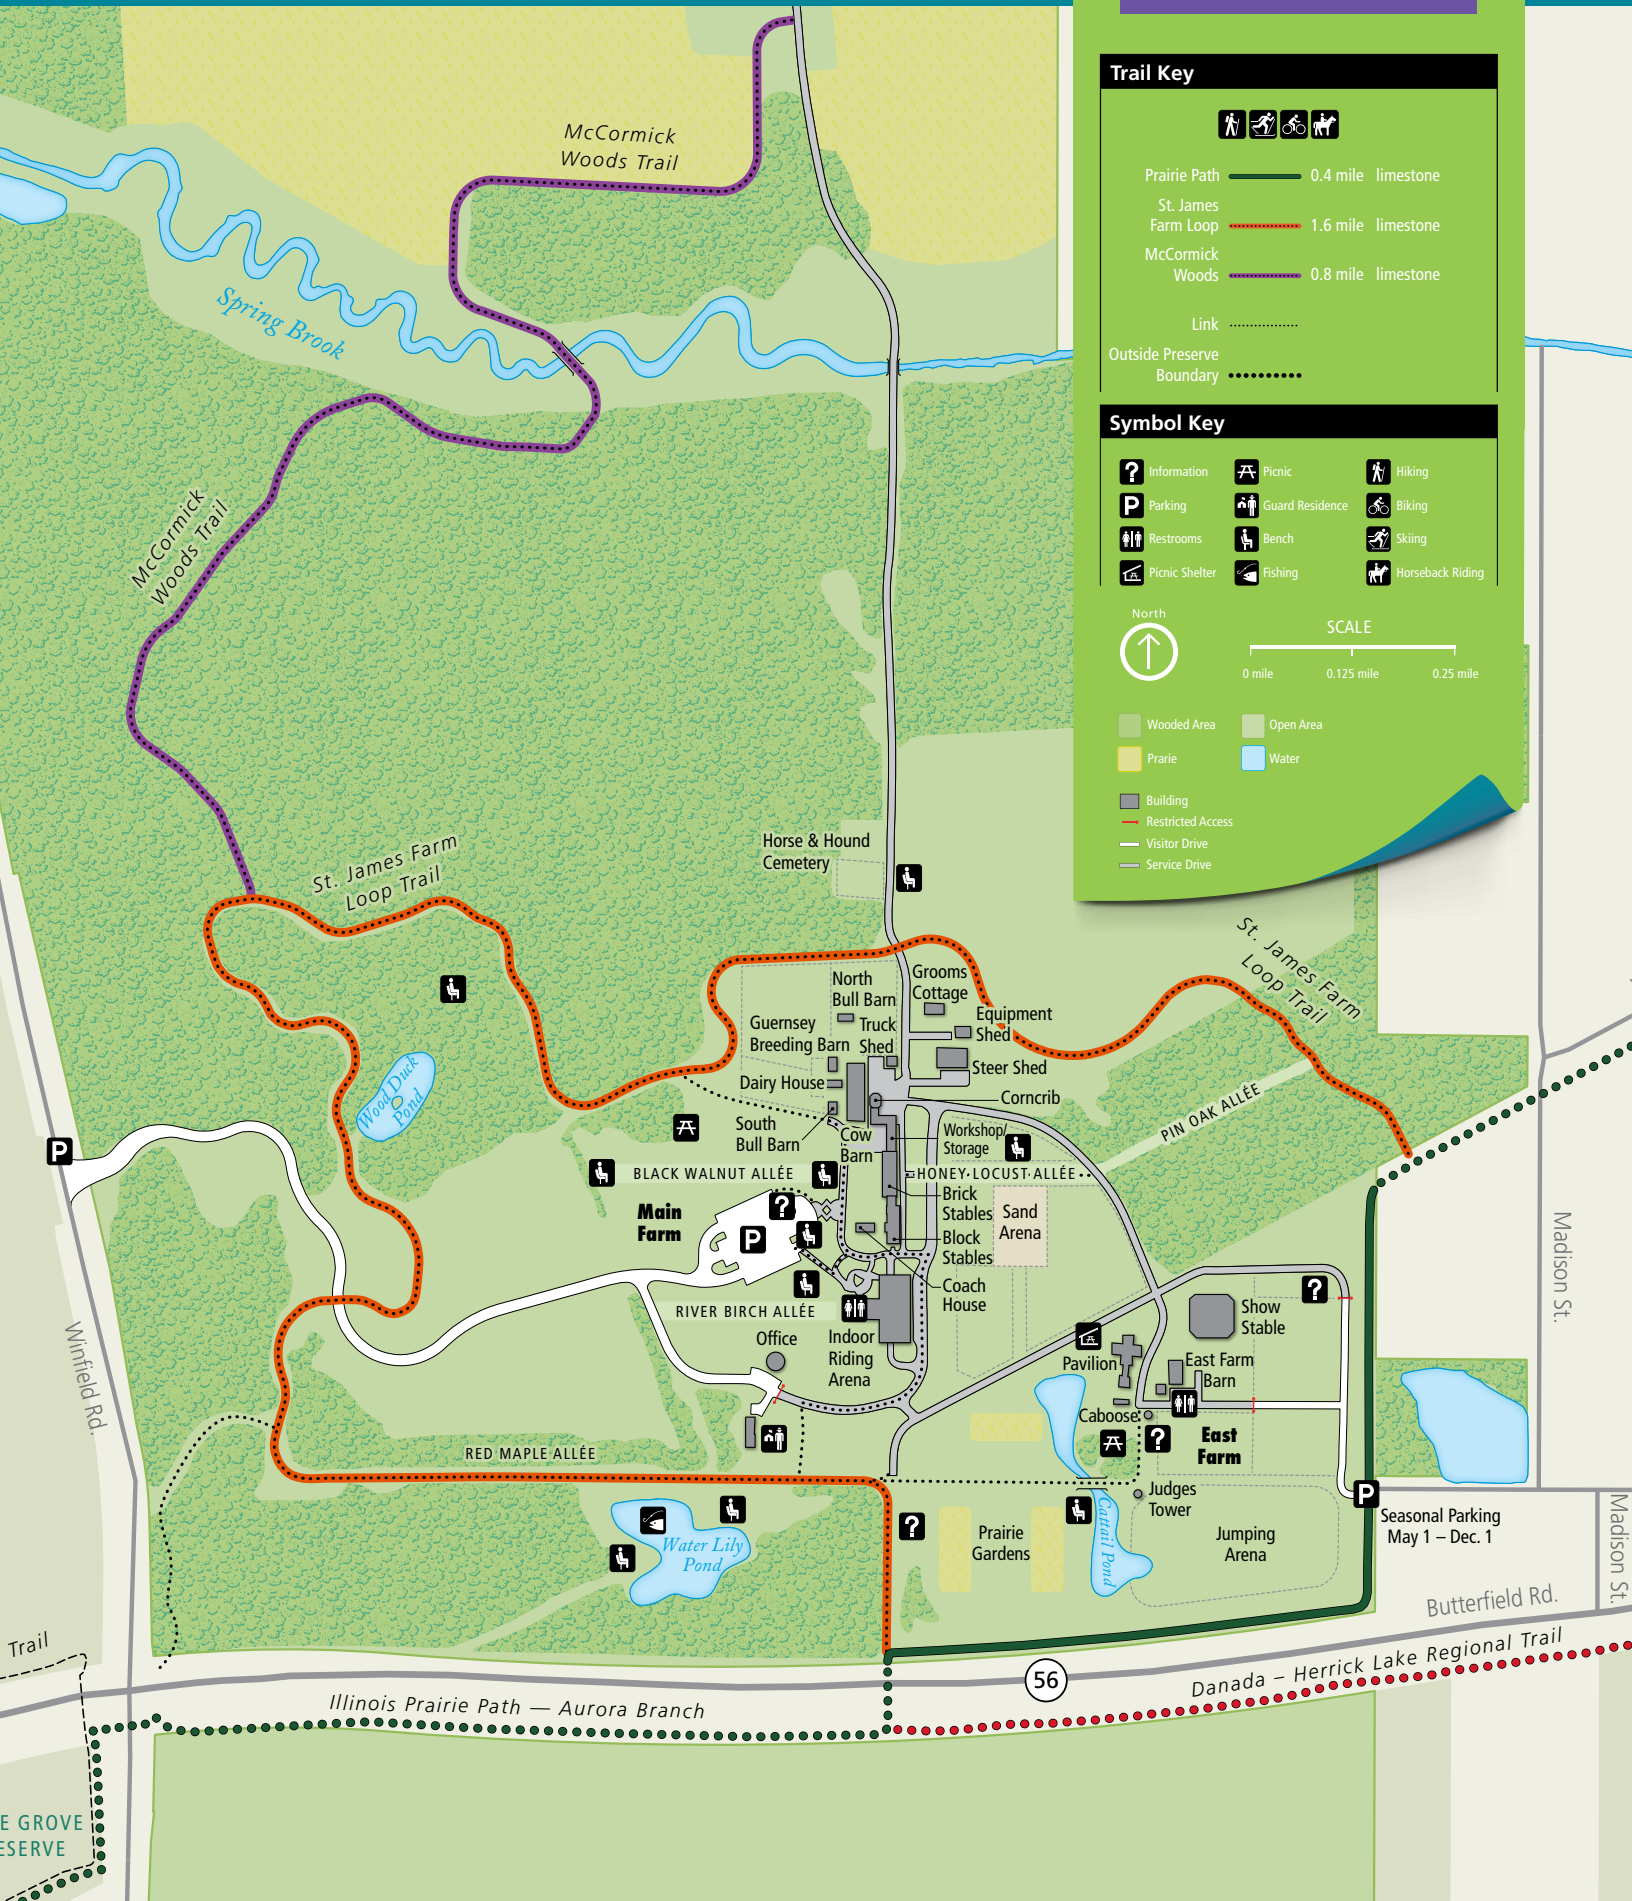 Trail Key
Prairie Path
0.4 mile limestone
St. James
Farm Loop
1.6 mile limestone
McCormick
Woods
0.8 mile limestone
Link
Outside Preserve
Boundary
Symbol Key
? Information
Picnic
Hiking
P Parking
Guard Residence
Biking
Restrooms
Bench
Skiing
Picnic Shelter
Fishing
Horseback Riding
North
SCALE
0 mile
0.125 mile
0.25 mile
Wooded Area
Open Area
Prarie
Water
Building
Restricted Access
Visitor Drive
Service Drive
McCormick
Woods Trail
Spring Brook
McCormick
Woods Trail
St. James Farm
Loop Trail
Horse & Hound
Cemetery
St. James Farm
Loop Trail
North
Bull Barn
Grooms
Cottage
Guernsey
Breeding Barn
Truck
Shed
Equipment
Shed
Steer Shed
Dairy House
Corncrib
Wood Duck
Pond
South
Bull Barn
Cow
Barn
Workshop/
Storage
PIN OAK ALLÉE
P
BLACK WALNUT ALLÉE
HONEY LOCUST ALLÉE
Main
Farm
?
P
Brick
Stables
Sand
Arena
Block
Stables
Coach
House
RIVER BIRCH ALLÉE
Office
Indoor
Riding
Arena
?
Show
Stable
Pavilion
East Farm
Barn
Caboose
?
East
Farm
RED MAPLE ALLÉE
Judges
Tower
P
Seasonal Parking
May 1 – Dec. 1
Water Lily
Pond
?
Prairie
Gardens
Cattail Pond
Jumping
Arena
Madison St.
Madison St.
Winfield Rd.
Butterfield Rd.
Trail
56
Danada – Herrick Lake Regional Trail
Illinois Prairie Path — Aurora Branch
E GROVE
ESERVE